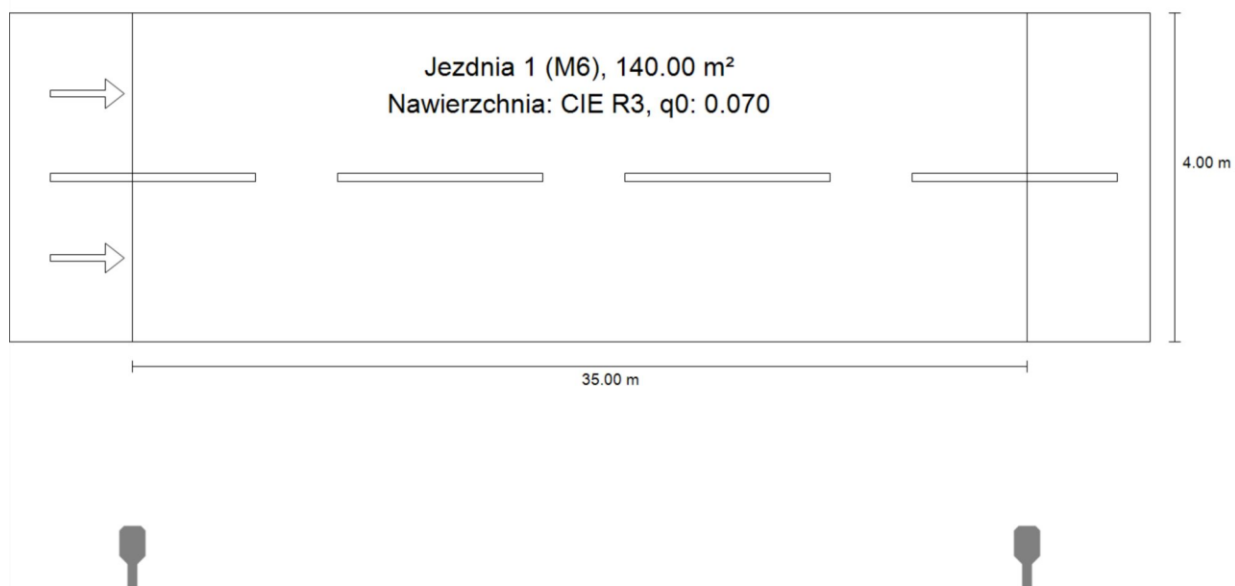 Jezdnia 1 (M6), 140.00 m²
Nawierzchnia: CIE R3, q0: 0.070
4.00 m
35.00 m